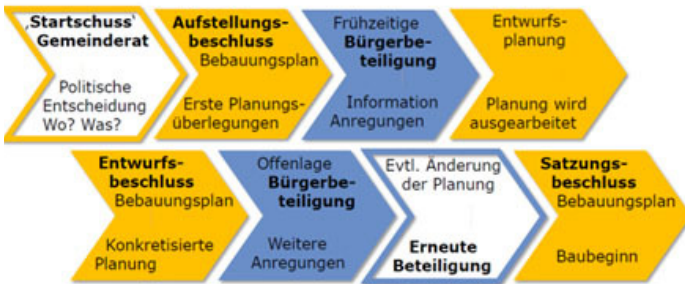 ‚Startschuss'
Gemeinderat
Politische
Entscheidung
Wo? Was?
Aufstellungs-
beschluss
Bebauungsplan
Erste Planungs-
überlegungen
Frühzeitige
Bürgerbe-
teiligung
Information
Anregungen
Entwurfs-
planung
Planung wird
ausgearbeitet
Entwurfs-
beschluss
Bebauungsplan
Konkretisierte
Planung
Offenlage
Bürgerbe-
teiligung
Weitere
Anregungen
Evtl. Änderung
der Planung
Erneute
Beteiligung
Satzungs-
beschluss
Bebauungsplan
Baubeginn